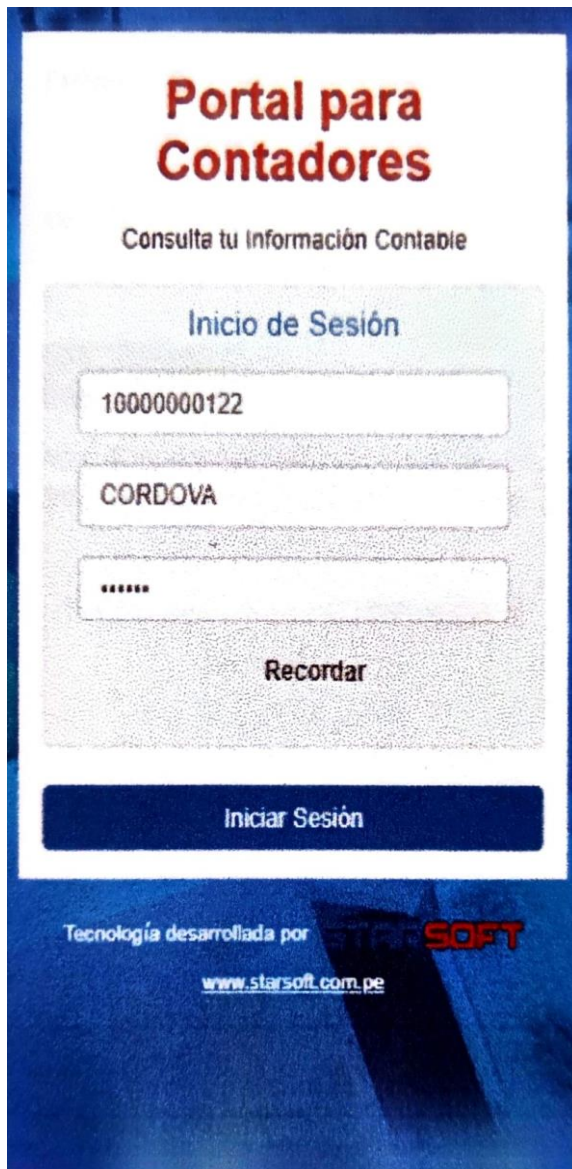 Portal para
Contadores
Consulta tu Información Contable
Inicio de Sesión
10000000122
CORDOVA
••••••
Recordar
Iniciar Sesión
Tecnología desarrollada por STARSOFT
www.starsoft.com.pe